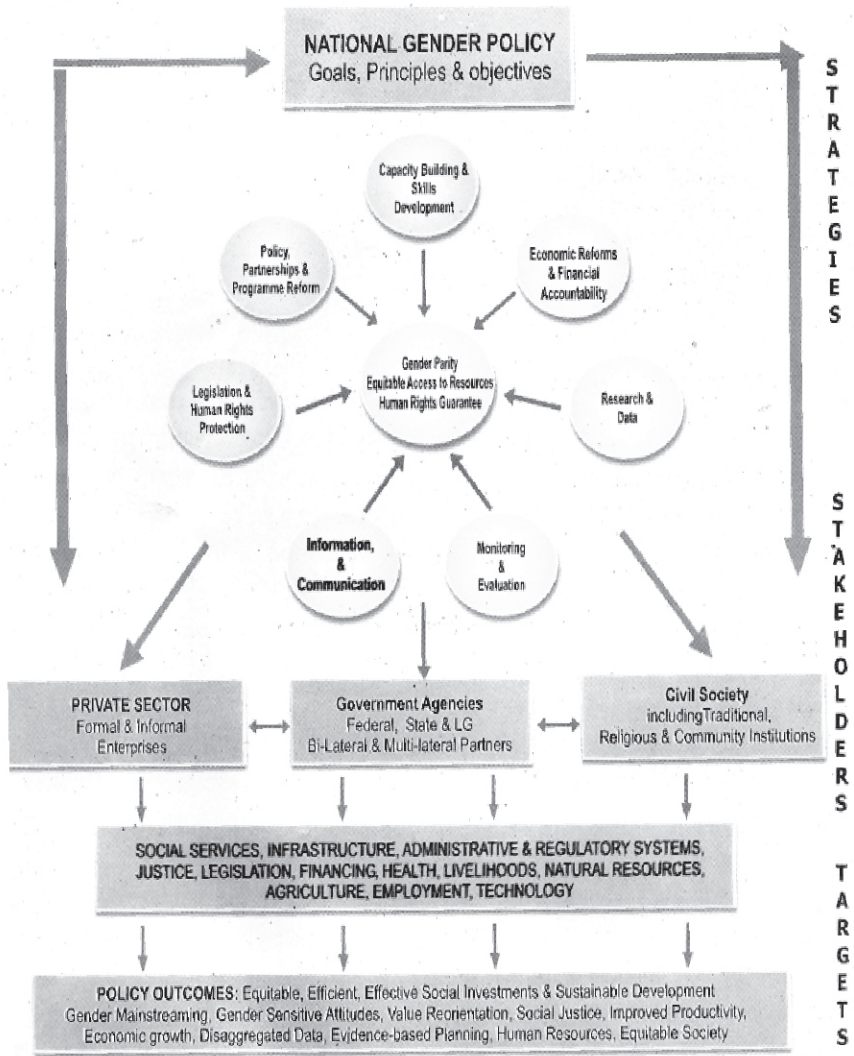 NATIONAL GENDER POLICY
Goals, Principles & objectives
Capacity Building &
Skills
Development
Policy,
Partnerships &
Programme Reform
Economic Reforms
& Financial
Accountability
Gender Parity
Equitable Access to Resources
Human Rights Guarantee
Legislation &
Human Rights
Protection
Research &
Data
Information,
&
Communication
Monitoring
&
Evaluation
STRATEGIES
PRIVATE SECTOR
Formal & Informal
Enterprises
Government Agencies
Federal, State & LG
Bi-Lateral & Multi-lateral Partners
Civil Society
includingTraditional,
Religious & Community Institutions
STAKEHOLDERS
SOCIAL SERVICES, INFRASTRUCTURE, ADMINISTRATIVE & REGULATORY SYSTEMS,
JUSTICE, LEGISLATION, FINANCING, HEALTH, LIVELIHOODS, NATURAL RESOURCES,
AGRICULTURE, EMPLOYMENT, TECHNOLOGY
POLICY OUTCOMES: Equitable, Efficient, Effective Social Investments & Sustainable Development
Gender Mainstreaming, Gender Sensitive Attitudes, Value Reorientation, Social Justice, Improved Productivity,
Economic growth, Disaggregated Data, Evidence-based Planning, Human Resources, Equitable Society
TARGETS